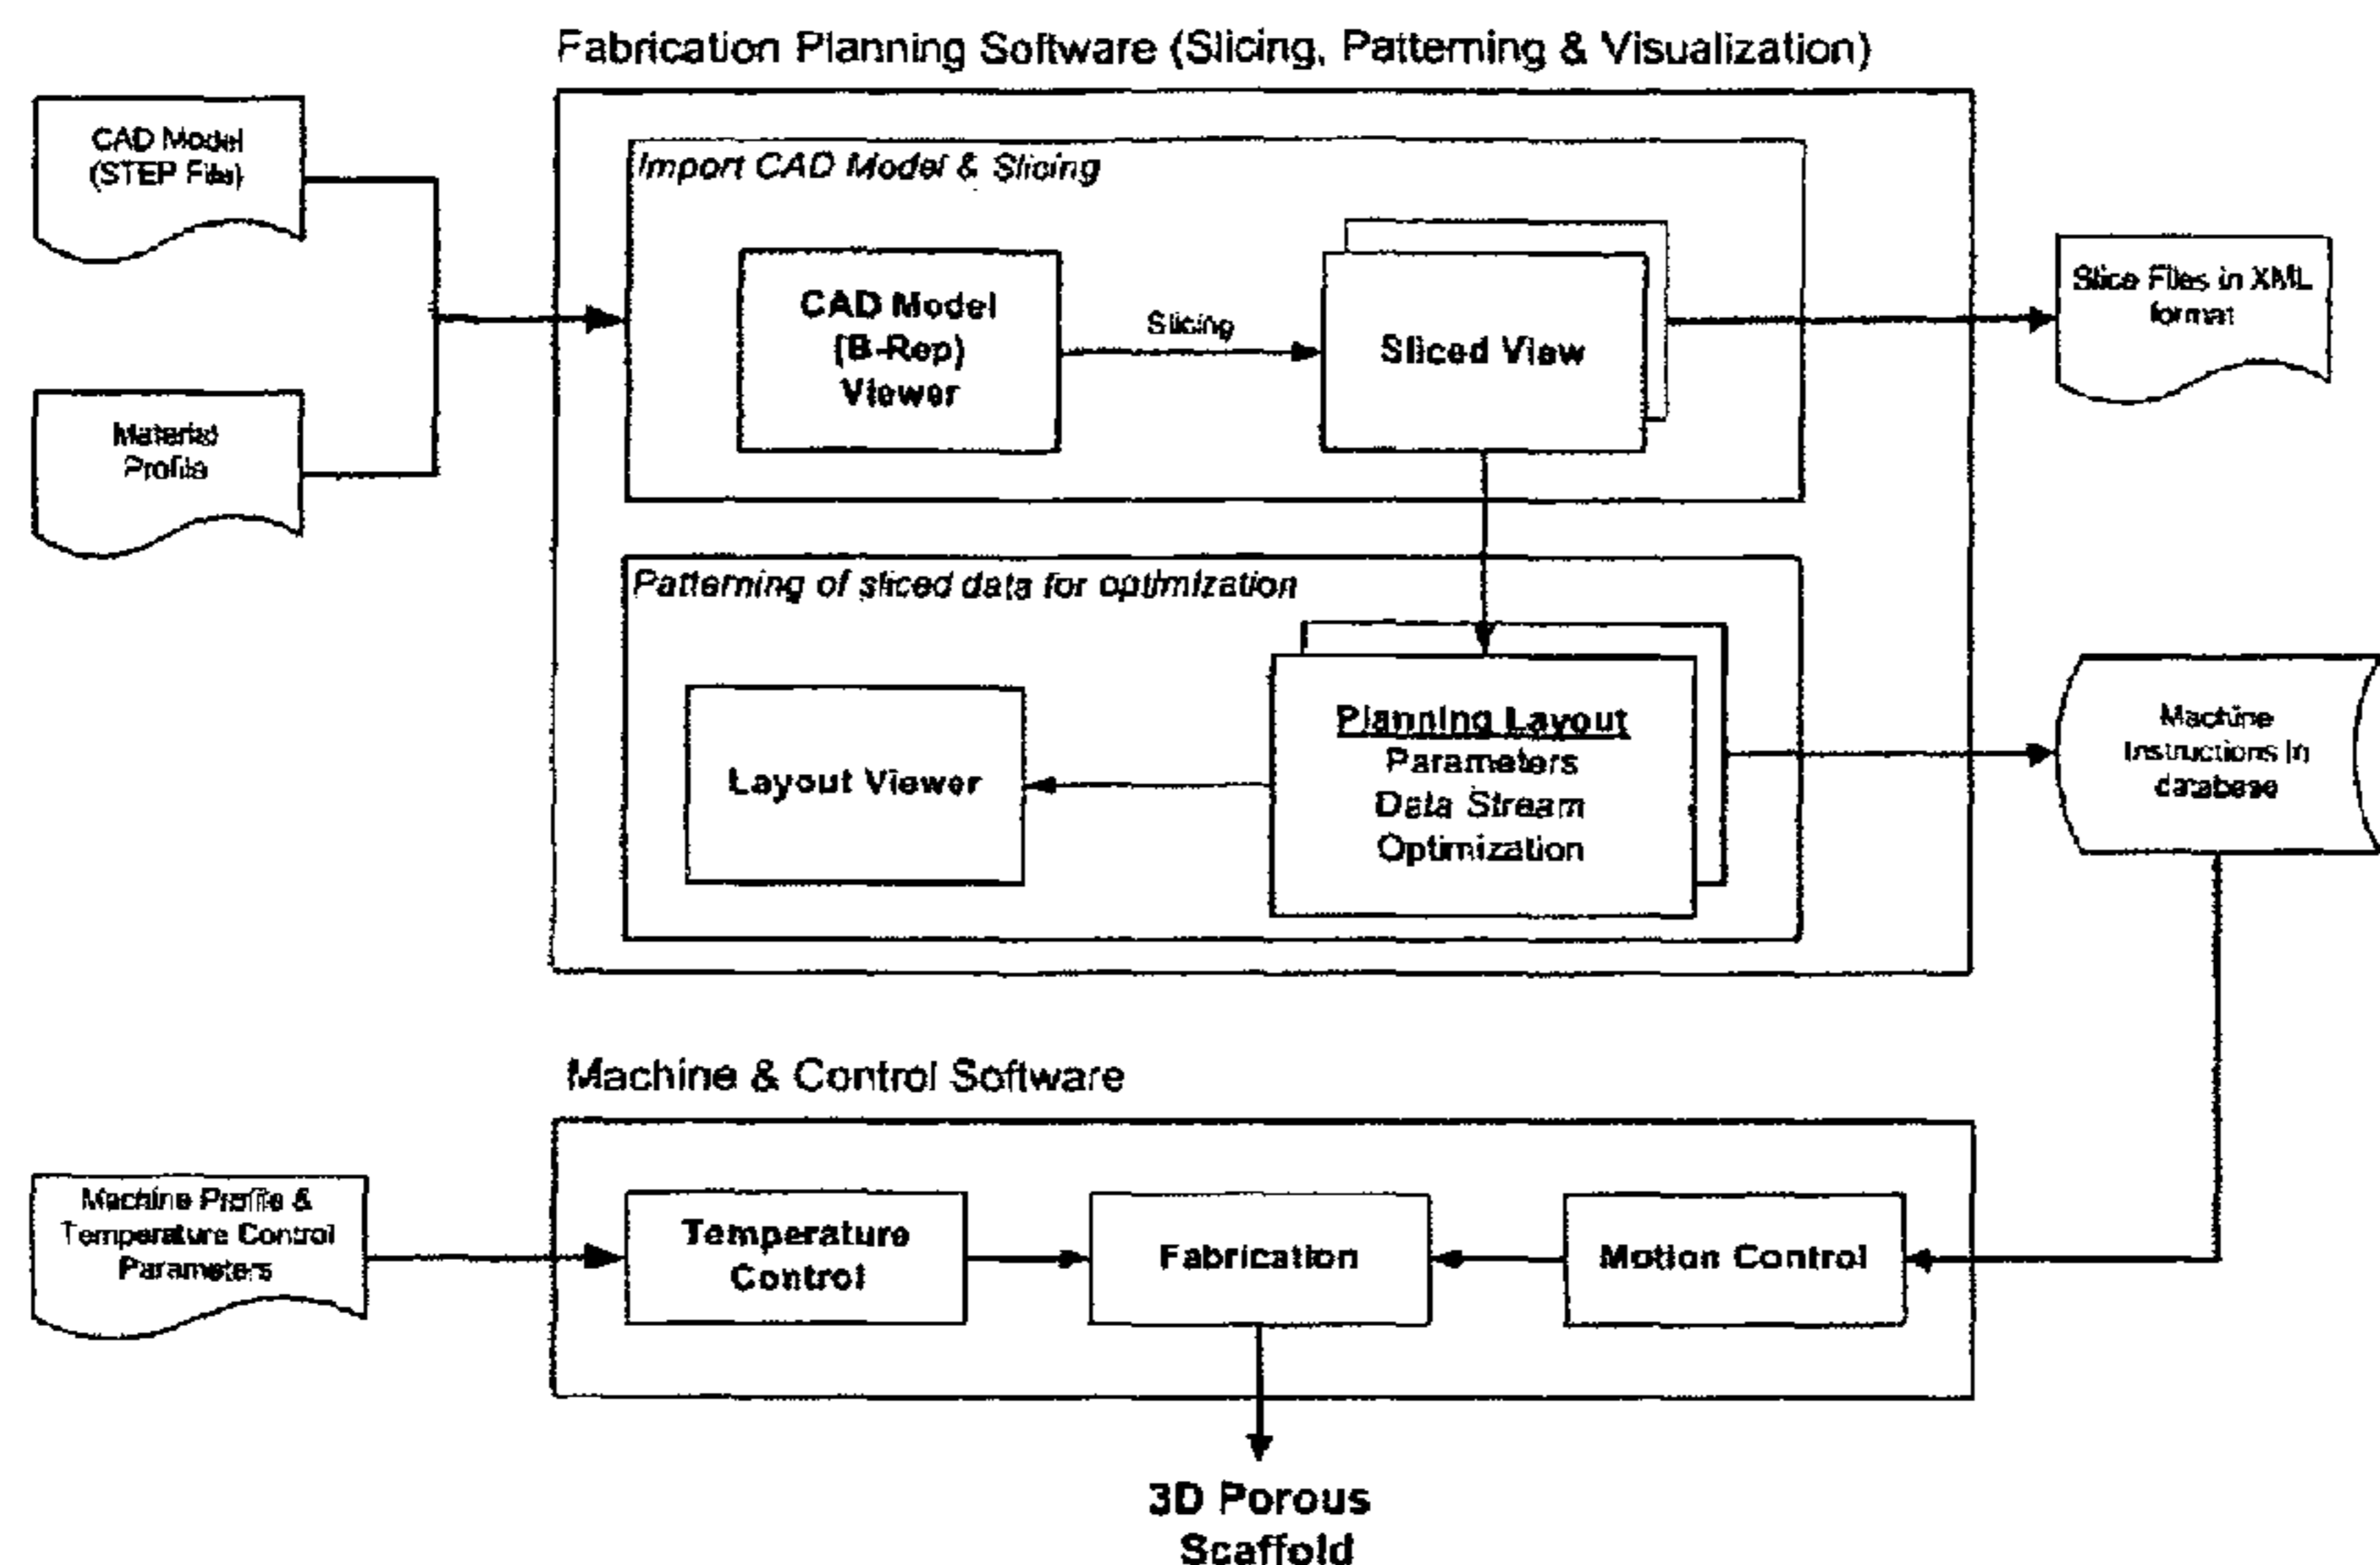 Fabrication Planning Software (Slicing, Patterning & Visualization)
CAD Model
(STEP File)
Material
Profile
Import CAD Model & Slicing
CAD Model
(B-Rep)
Viewer
Slicing
Sliced View
Slice Files in XML
format
Patterning of sliced data for optimization
Layout Viewer
Planning Layout
Parameters
Data Stream
Optimization
Machine
Instructions in
database
Machine & Control Software
Machine Profile &
Temperature Control
Parameters
Temperature
Control
Fabrication
Motion Control
3D Porous
Scaffold